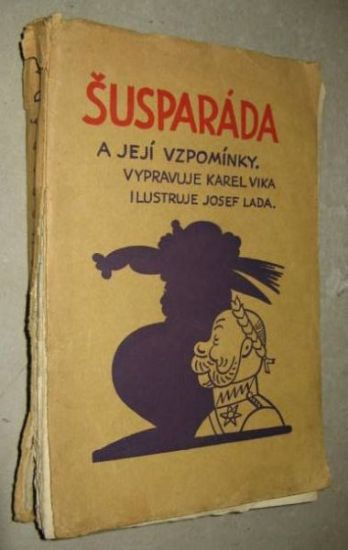 ŠUSPARÁDA
A JEJÍ VZPOMÍNKY.
VYPRAVUJE KAREL VIKA
ILUSTRUJE JOSEF LADA.